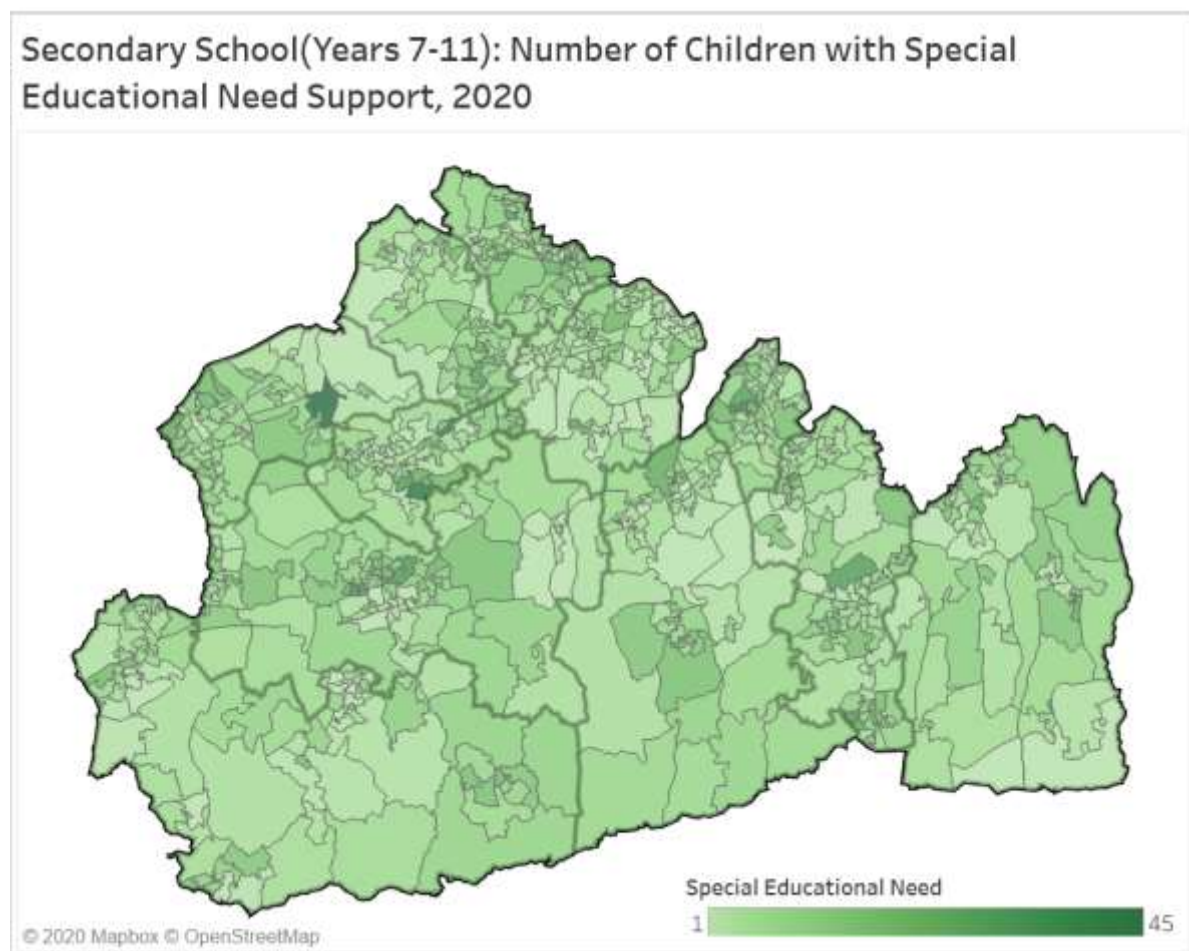 Secondary School(Years 7-11): Number of Children with Special
Educational Need Support, 2020
Special Educational Need
1 45
© 2020 Mapbox © OpenStreetMap